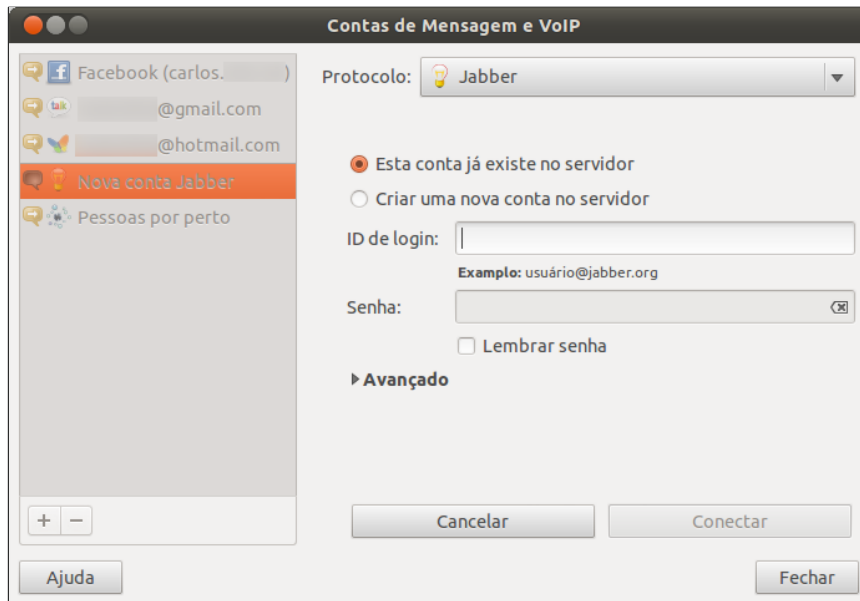 Contas de Mensagem e VoIP
Facebook (carlos. )
talk @gmail.com
@hotmail.com
Nova conta Jabber
Pessoas por perto
Protocolo: Jabber
Esta conta já existe no servidor
Criar uma nova conta no servidor
ID de login:
Examplo: usuário@jabber.org
Senha:
Lembrar senha
Avançado
+ −
Cancelar Conectar
Ajuda Fechar